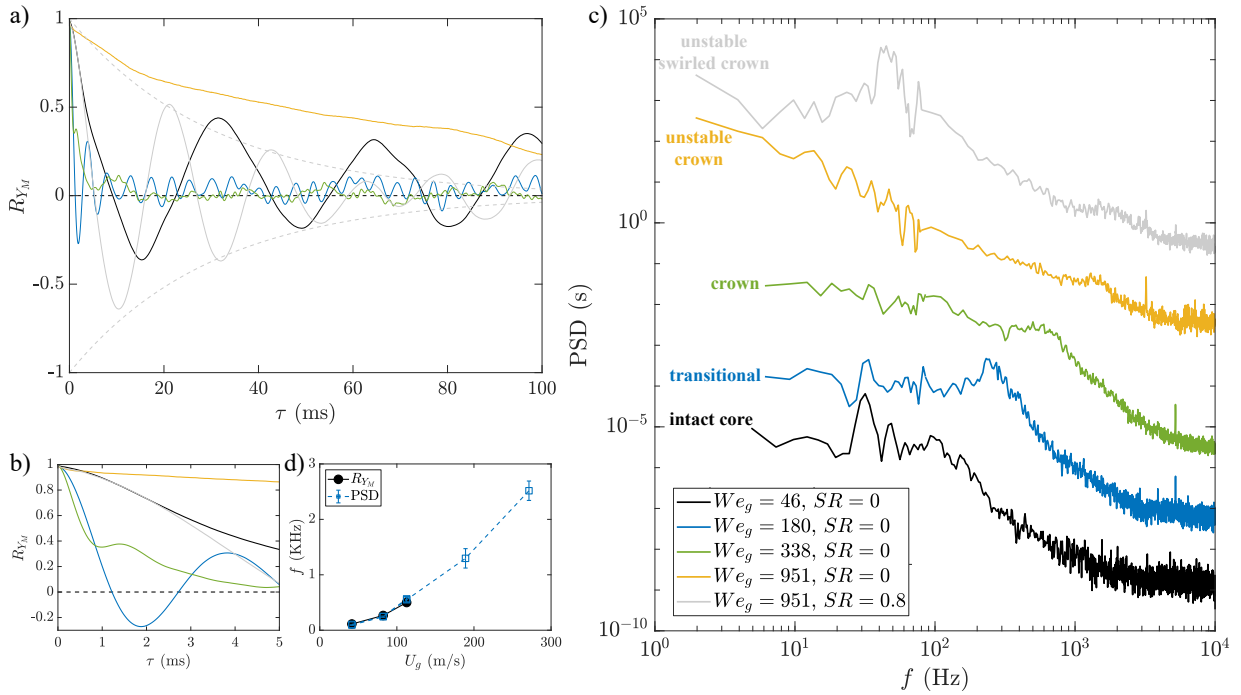 a)
1
0.5
0
-0.5
-1
R_{Y_M}
0 20 40 60 80 100
τ (ms)
b)
1
0.8
0.6
0.4
0.2
0
-0.2
R_{Y_M}
0 1 2 3 4 5
τ (ms)
d)
3
2
1
0
f (KHz)
R_{Y_M}
PSD
0 100 200 300
U_g (m/s)
c)
10^5
10^0
10^{-5}
10^{-10}
PSD (s)
unstable
swirled crown
unstable
crown
crown
transitional
intact core
We_g = 46, SR = 0
We_g = 180, SR = 0
We_g = 338, SR = 0
We_g = 951, SR = 0
We_g = 951, SR = 0.8
10^0 10^1 10^2 10^3 10^4
f (Hz)